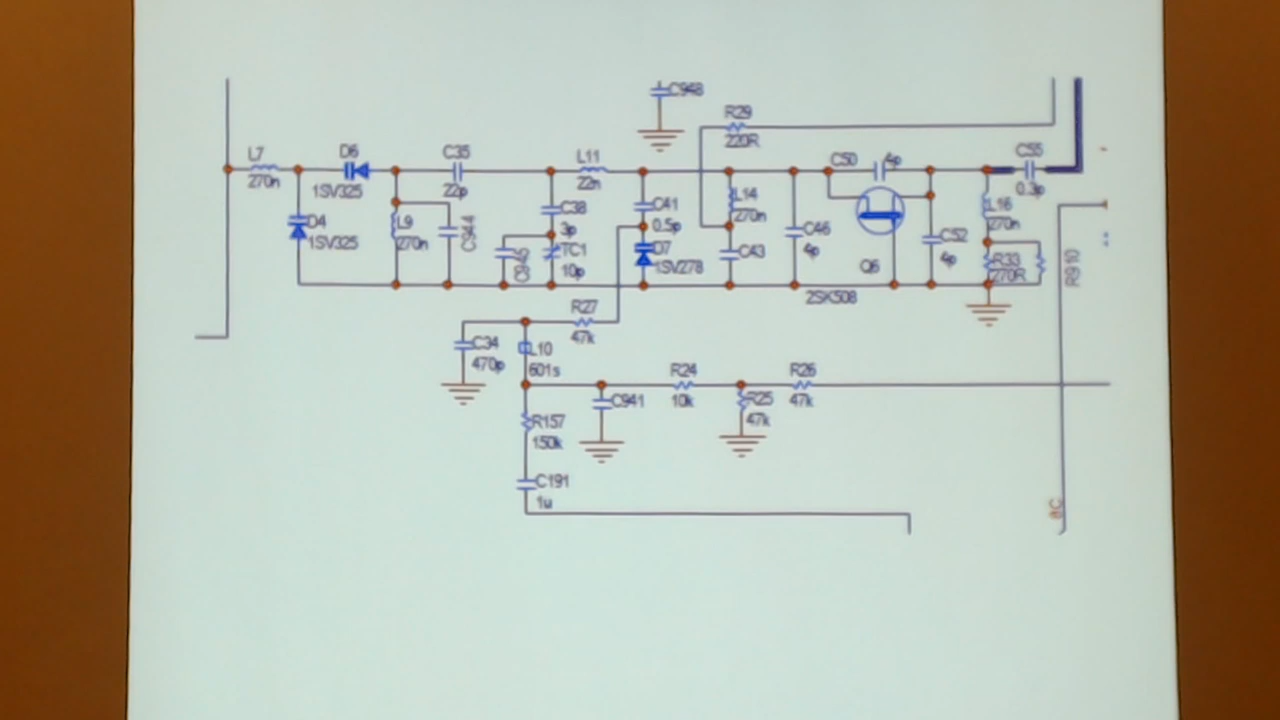 C948
R29
220R
L7
270n
D6
1SV325
C35
22p
L11
22n
C50
4p
C55
0.3p
D4
1SV325
L9
270n
C944
C38
3p
C945
TC1
10p
C41
0.5p
D7
1SV278
L14
270n
C43
C46
4p
Q6
2SK508
C52
4p
L16
270n
R33
270R
R910
R27
47k
C34
470p
L10
601s
R24
10k
R26
47k
C941
R25
47k
R157
150k
C191
1u